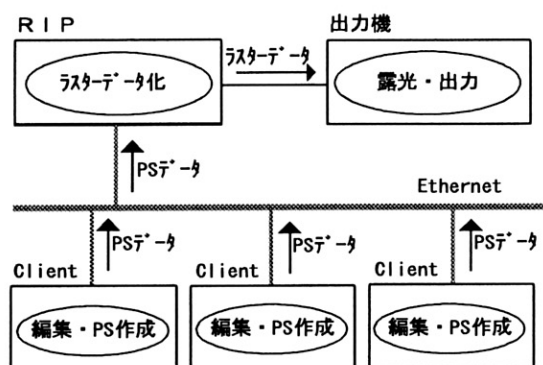 ＲＩＰ
出力機
ﾗｽﾀｰﾃﾞｰﾀ化
ﾗｽﾀｰﾃﾞｰﾀ
露光・出力
PSﾃﾞｰﾀ
Ethernet
PSﾃﾞｰﾀ
PSﾃﾞｰﾀ
PSﾃﾞｰﾀ
Client
Client
Client
編集・PS作成
編集・PS作成
編集・PS作成